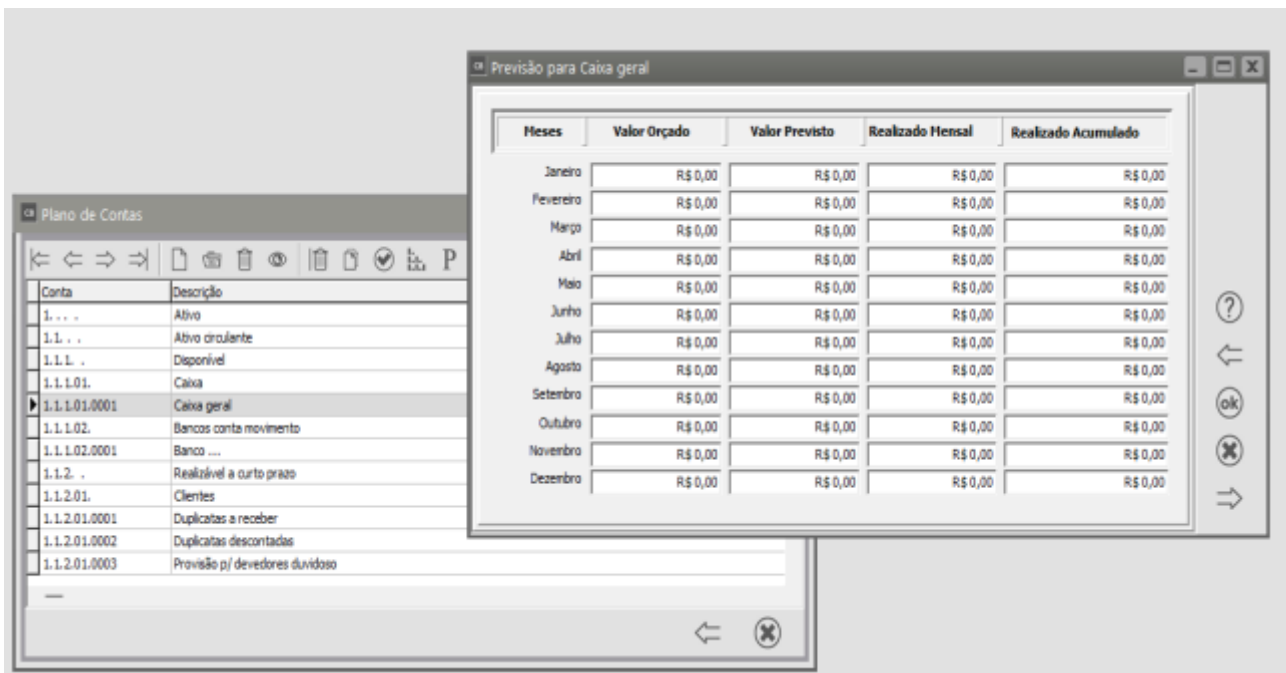 Previsão para Caixa geral
Meses Valor Orçado Valor Previsto Realizado Mensal Realizado Acumulado
Janeiro R$ 0,00 R$ 0,00 R$ 0,00 R$ 0,00
Fevereiro R$ 0,00 R$ 0,00 R$ 0,00 R$ 0,00
Março R$ 0,00 R$ 0,00 R$ 0,00 R$ 0,00
Abril R$ 0,00 R$ 0,00 R$ 0,00 R$ 0,00
Maio R$ 0,00 R$ 0,00 R$ 0,00 R$ 0,00
Junho R$ 0,00 R$ 0,00 R$ 0,00 R$ 0,00
Julho R$ 0,00 R$ 0,00 R$ 0,00 R$ 0,00
Agosto R$ 0,00 R$ 0,00 R$ 0,00 R$ 0,00
Setembro R$ 0,00 R$ 0,00 R$ 0,00 R$ 0,00
Outubro R$ 0,00 R$ 0,00 R$ 0,00 R$ 0,00
Novembro R$ 0,00 R$ 0,00 R$ 0,00 R$ 0,00
Dezembro R$ 0,00 R$ 0,00 R$ 0,00 R$ 0,00
?
ok
Plano de Contas
P
Conta Descrição
1. . . . Ativo
1.1. . . Ativo circulante
1.1.1. . Disponível
1.1.1.01. Caixa
1.1.1.01.0001 Caixa geral
1.1.1.02. Bancos conta movimento
1.1.1.02.0001 Banco ....
1.1.2. . Realizável a curto prazo
1.1.2.01. Clientes
1.1.2.01.0001 Duplicatas a receber
1.1.2.01.0002 Duplicatas descontadas
1.1.2.01.0003 Provisão p/ devedores duvidoso